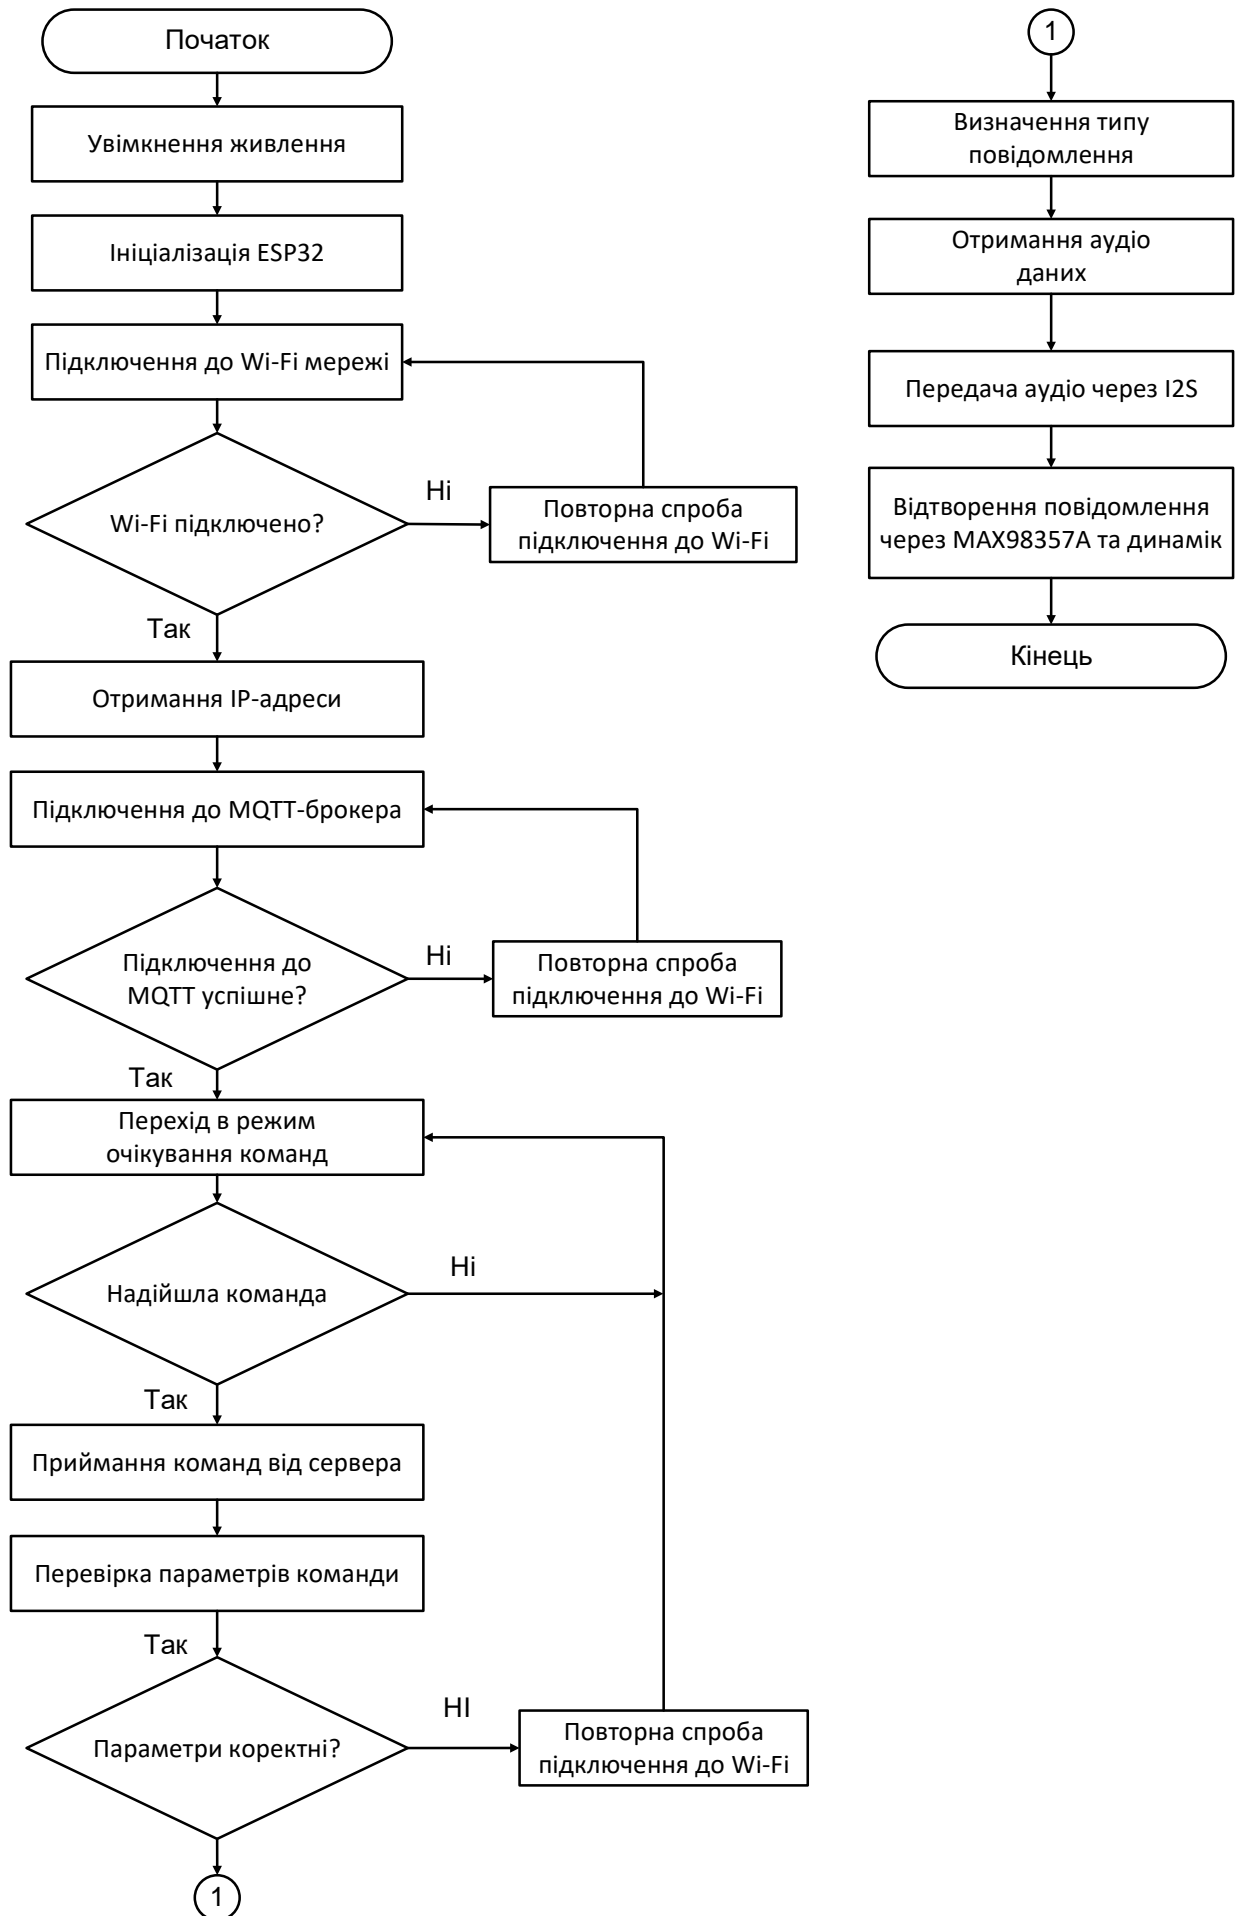 Початок
Увімкнення живлення
Ініціалізація ESP32
Підключення до Wi-Fi мережі
Wi-Fi підключено?
Ні
Повторна спроба
підключення до Wi-Fi
Так
Отримання IP-адреси
Підключення до MQTT-брокера
Підключення до
MQTT успішне?
Ні
Повторна спроба
підключення до Wi-Fi
Так
Перехід в режим
очікування команд
Надійшла команда
Ні
Так
Приймання команд від сервера
Перевірка параметрів команди
Так
Параметри коректні?
НІ
Повторна спроба
підключення до Wi-Fi
1
1
Визначення типу
повідомлення
Отримання аудіо
даних
Передача аудіо через I2S
Відтворення повідомлення
через MAX98357A та динамік
Кінець